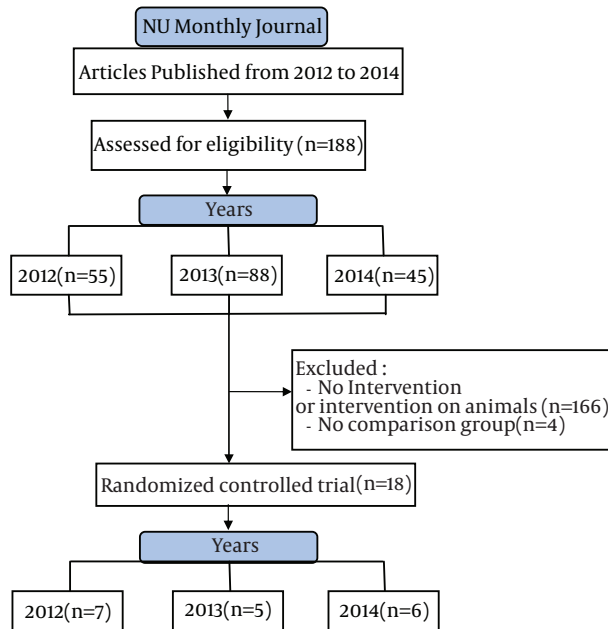 NU Monthly Journal
Articles Published from 2012 to 2014
Assessed for eligibility (n=188)
Years
2012(n=55)
2013(n=88)
2014(n=45)
Excluded :
- No Intervention
or intervention on animals (n=166)
- No comparison group(n=4)
Randomized controlled trial(n=18)
Years
2012(n=7)
2013(n=5)
2014(n=6)